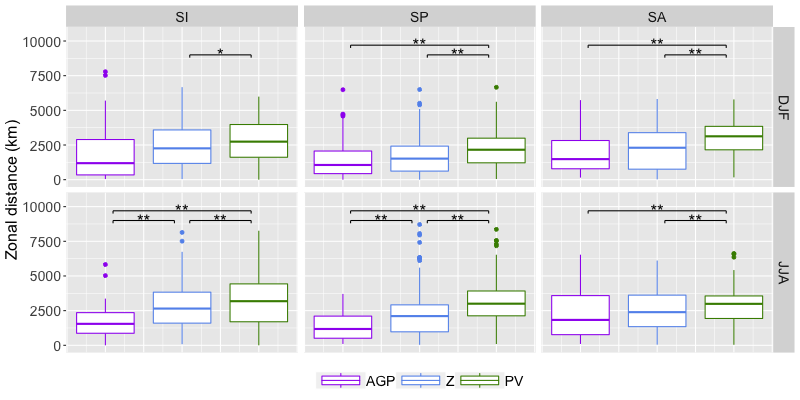 SI SP SA
10000
* ** ** ** **
7500
5000
2500
0
DJF
Zonal distance (km)
10000
** ** ** ** ** ** ** **
7500
5000
2500
0
JJA
AGP Z PV